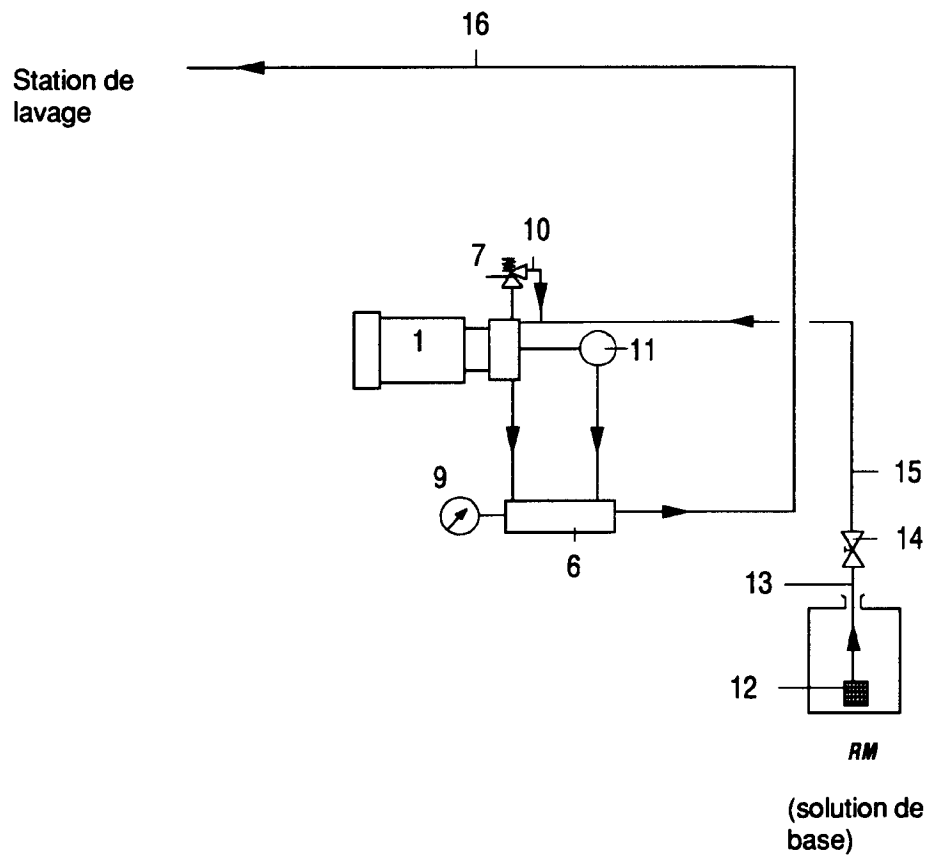 16
Station de
lavage
10
7
1
11
9
15
14
6
13
12
RM
(solution de
base)